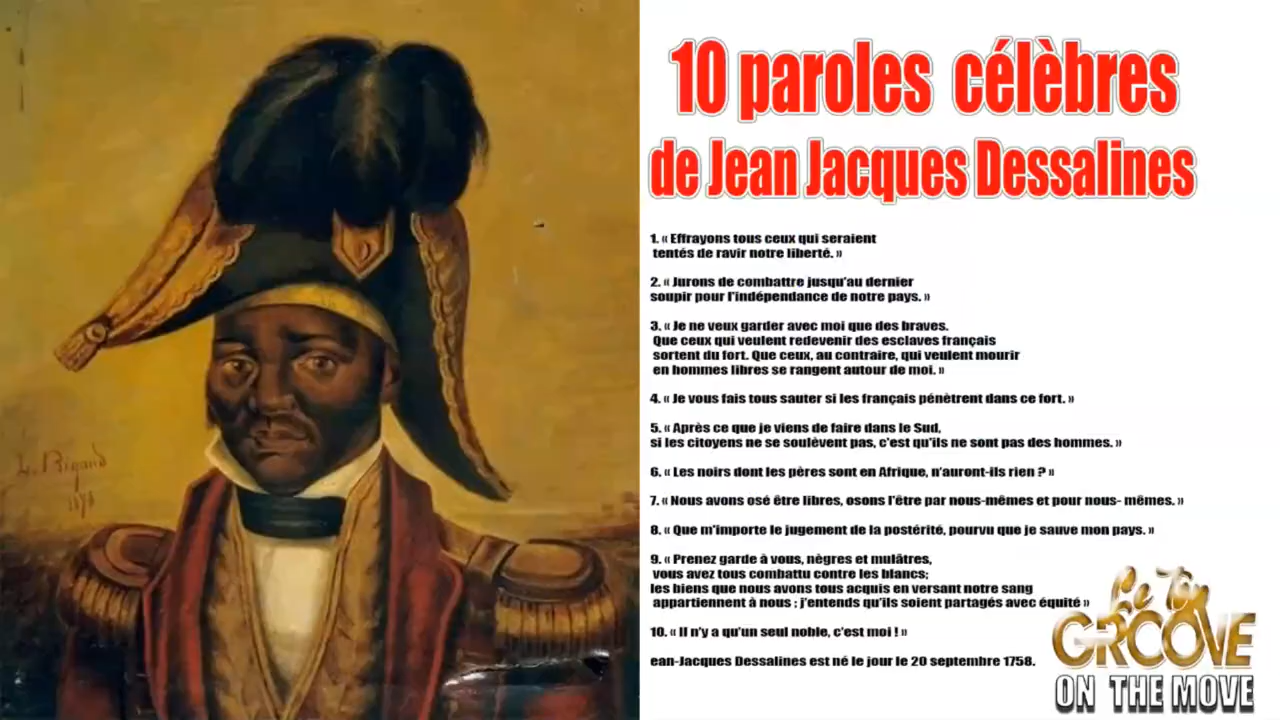 L. Rigaud
1878
10 paroles célèbres
de Jean Jacques Dessalines
1. « Effrayons tous ceux qui seraient
tentés de ravir notre liberté. »
2. « Jurons de combattre jusqu'au dernier
soupir pour l'indépendance de notre pays. »
3. « Je ne veux garder avec moi que des braves.
Que ceux qui veulent redevenir des esclaves français
sortent du fort. Que ceux, au contraire, qui veulent mourir
en hommes libres se rangent autour de moi. »
4. « Je vous fais tous sauter si les français pénètrent dans ce fort. »
5. « Après ce que je viens de faire dans le Sud,
si les citoyens ne se soulèvent pas, c'est qu'ils ne sont pas des hommes. »
6. « Les noirs dont les pères sont en Afrique, n'auront-ils rien ? »
7. « Nous avons osé être libres, osons l'être par nous-mêmes et pour nous- mêmes. »
8. « Que m'importe le jugement de la postérité, pourvu que je sauve mon pays. »
9. « Prenez garde à vous, nègres et mulâtres,
vous avez tous combattu contre les blancs;
les biens que nous avons tous acquis en versant notre sang
appartiennent à nous ; j'entends qu'ils soient partagés avec équité »
10. « Il n'y a qu'un seul noble, c'est moi ! »
ean-Jacques Dessalines est né le jour le 20 septembre 1758.
GROOVE
ON THE MOVE